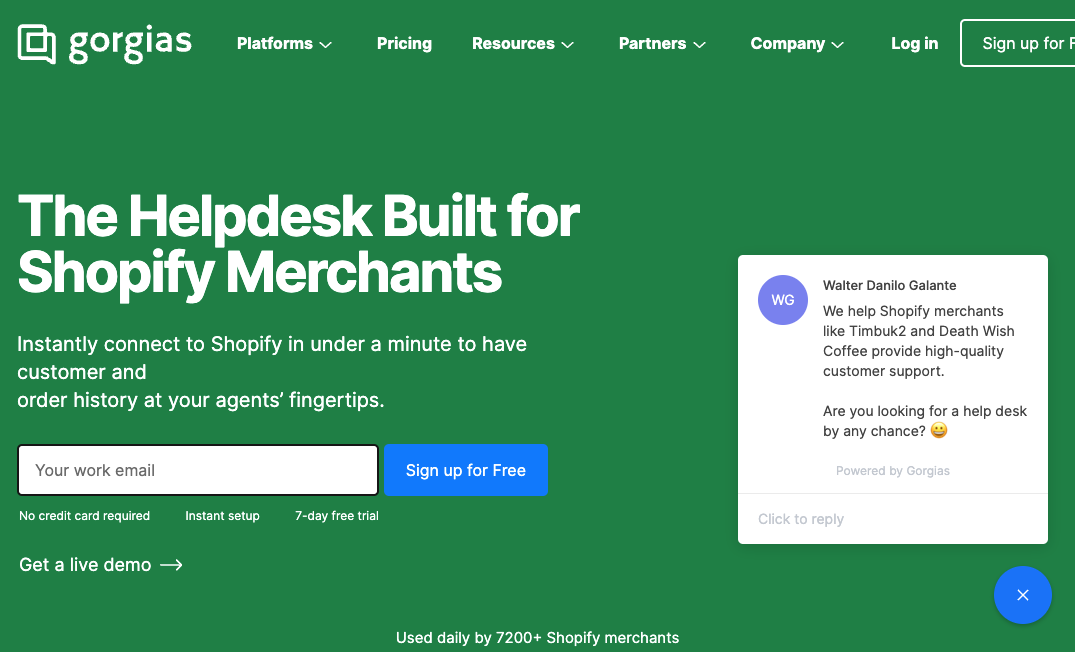 gorgias
Platforms
Pricing
Resources
Partners
Company
Log in
Sign up for F
The Helpdesk Built for
Shopify Merchants
Instantly connect to Shopify in under a minute to have
customer and
order history at your agents’ fingertips.
Your work email
Sign up for Free
No credit card required
Instant setup
7-day free trial
Get a live demo
Used daily by 7200+ Shopify merchants
WG
Walter Danilo Galante
We help Shopify merchants
like Timbuk2 and Death Wish
Coffee provide high-quality
customer support.
Are you looking for a help desk
by any chance? 😀
Powered by Gorgias
Click to reply